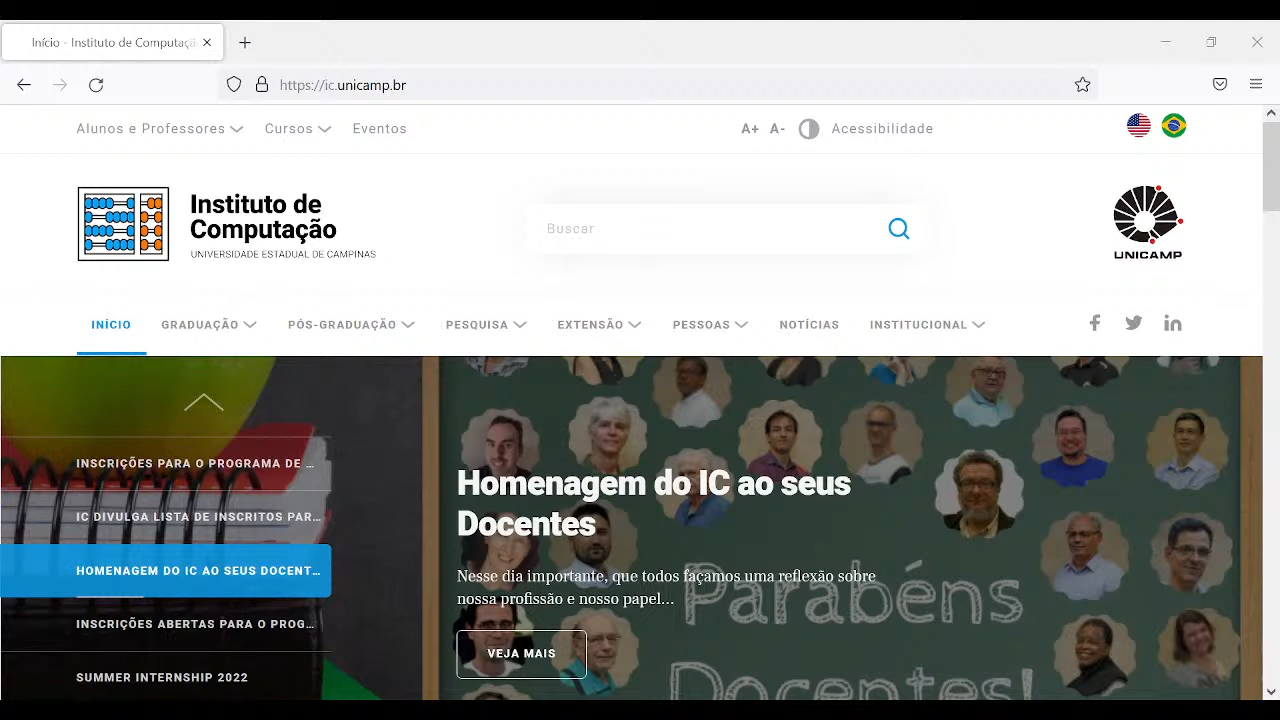 Início - Instituto de Computaçã
https://ic.unicamp.br
Alunos e Professores Cursos Eventos A+ A- Acessibilidade
Instituto de
Computação
UNIVERSIDADE ESTADUAL DE CAMPINAS
Buscar
UNICAMP
INÍCIO GRADUAÇÃO PÓS-GRADUAÇÃO PESQUISA EXTENSÃO PESSOAS NOTÍCIAS INSTITUCIONAL
INSCRIÇÕES PARA O PROGRAMA DE ...
IC DIVULGA LISTA DE INSCRITOS PAR...
HOMENAGEM DO IC AO SEUS DOCENT...
INSCRIÇÕES ABERTAS PARA O PROG...
SUMMER INTERNSHIP 2022
Homenagem do IC ao seus
Docentes
Nesse dia importante, que todos façamos uma reflexão sobre
nossa profissão e nosso papel...
VEJA MAIS
Parabéns
Docentes!